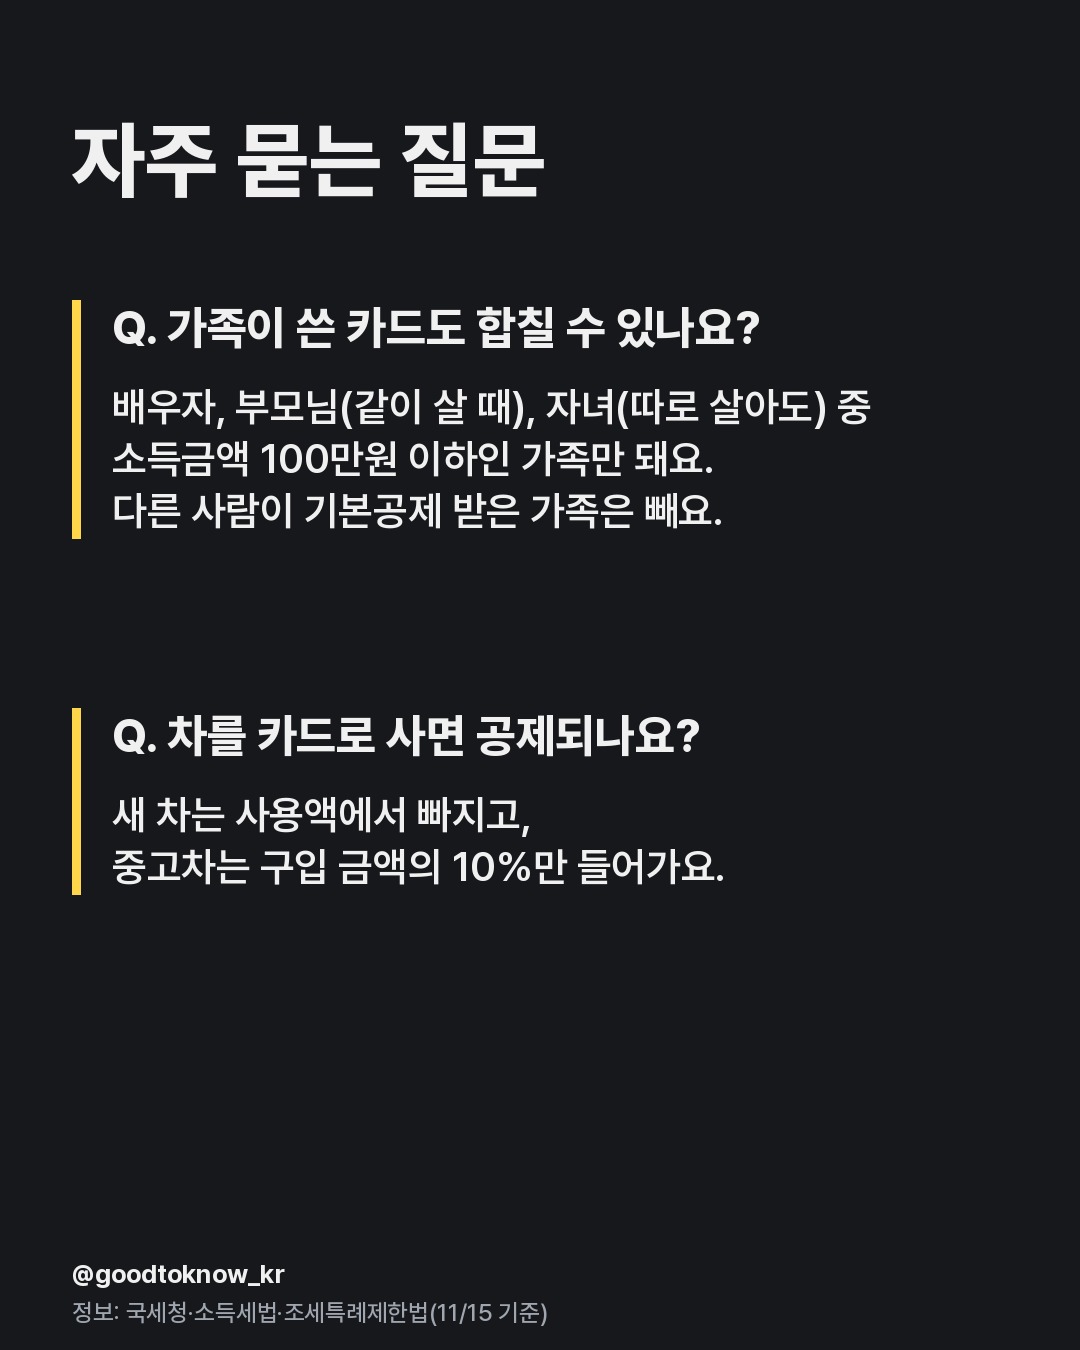 자주 묻는 질문
Q. 가족이 쓴 카드도 합칠 수 있나요?
배우자, 부모님(같이 살 때), 자녀(따로 살아도) 중
소득금액 100만원 이하인 가족만 돼요.
다른 사람이 기본공제 받은 가족은 빼요.
Q. 차를 카드로 사면 공제되나요?
새 차는 사용액에서 빠지고,
중고차는 구입 금액의 10%만 들어가요.
@goodtoknow_kr
정보: 국세청·소득세법·조세특례제한법(11/15 기준)